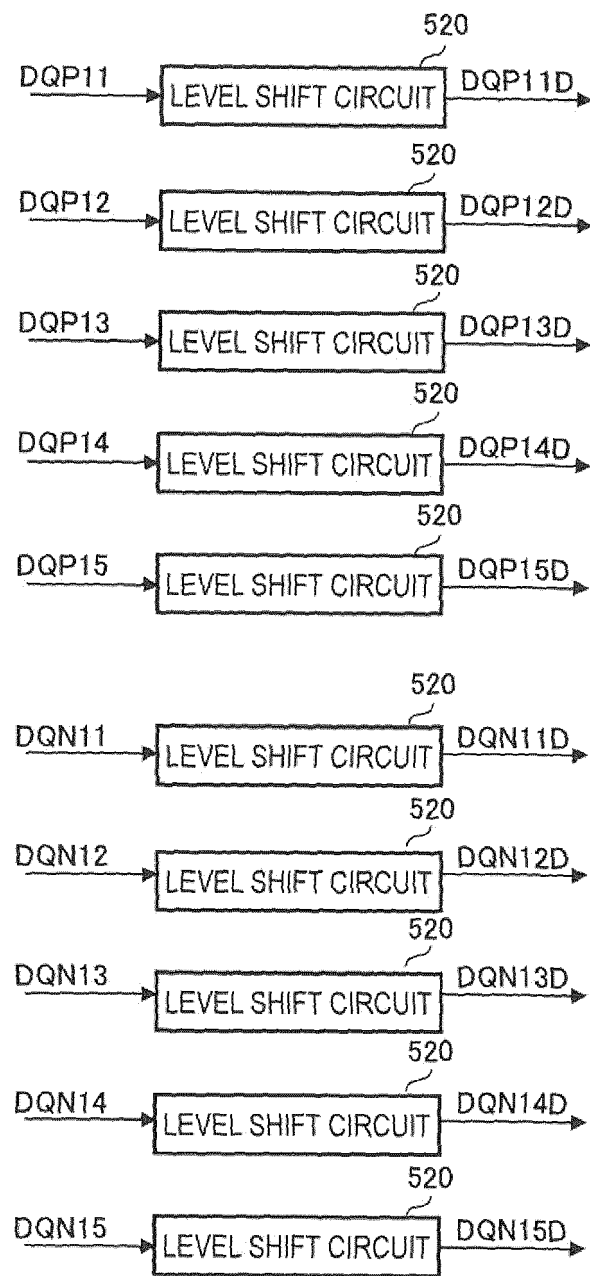 520
DQP11 LEVEL SHIFT CIRCUIT DQP11D
520
DQP12 LEVEL SHIFT CIRCUIT DQP12D
520
DQP13 LEVEL SHIFT CIRCUIT DQP13D
520
DQP14 LEVEL SHIFT CIRCUIT DQP14D
520
DQP15 LEVEL SHIFT CIRCUIT DQP15D
520
DQN11 LEVEL SHIFT CIRCUIT DQN11D
520
DQN12 LEVEL SHIFT CIRCUIT DQN12D
520
DQN13 LEVEL SHIFT CIRCUIT DQN13D
520
DQN14 LEVEL SHIFT CIRCUIT DQN14D
520
DQN15 LEVEL SHIFT CIRCUIT DQN15D